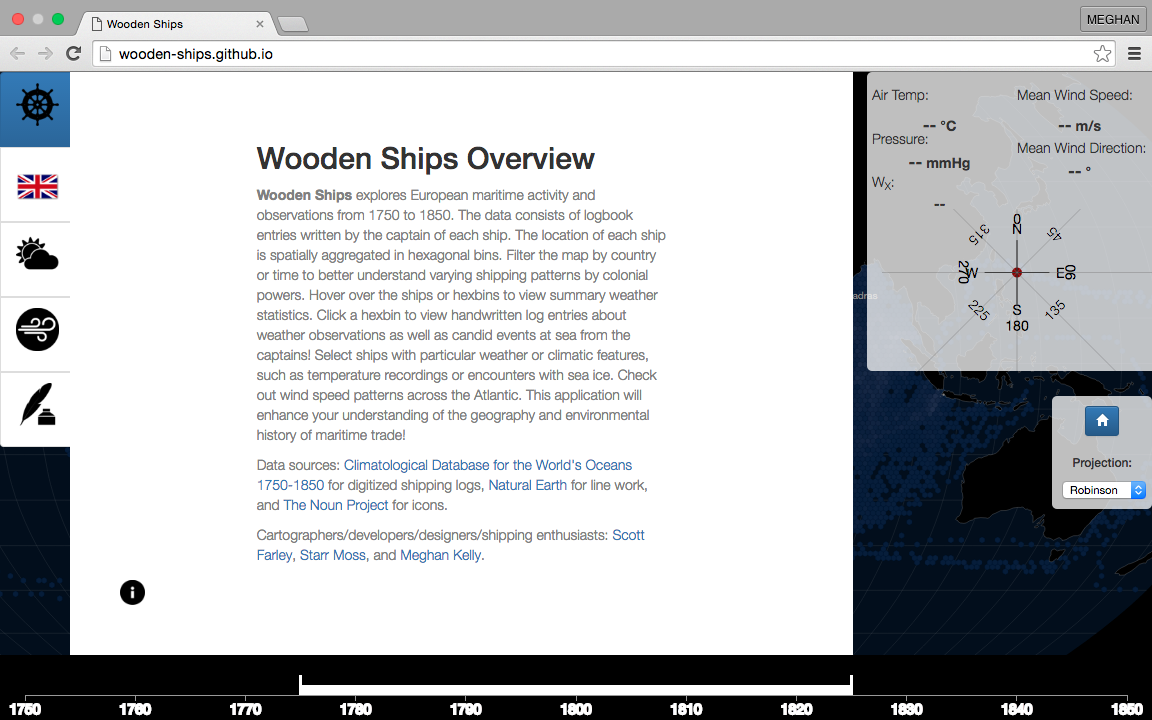 Wooden Ships
MEGHAN
wooden-ships.github.io
Wooden Ships Overview
Wooden Ships explores European maritime activity and
observations from 1750 to 1850. The data consists of logbook
entries written by the captain of each ship. The location of each ship
is spatially aggregated in hexagonal bins. Filter the map by country
or time to better understand varying shipping patterns by colonial
powers. Hover over the ships or hexbins to view summary weather
statistics. Click a hexbin to view handwritten log entries about
weather observations as well as candid events at sea from the
captains! Select ships with particular weather or climatic features,
such as temperature recordings or encounters with sea ice. Check
out wind speed patterns across the Atlantic. This application will
enhance your understanding of the geography and environmental
history of maritime trade!
Data sources: Climatological Database for the World's Oceans
1750-1850 for digitized shipping logs, Natural Earth for line work,
and The Noun Project for icons.
Cartographers/developers/designers/shipping enthusiasts: Scott
Farley, Starr Moss, and Meghan Kelly.
i
Air Temp:
-- °C
Pressure:
-- mmHg
Wx:
--
Mean Wind Speed:
-- m/s
Mean Wind Direction:
-- °
0
N
315
45
270
W
E
90
225
S
135
180
adras
Projection:
Robinson
1750 1760 1770 1780 1790 1800 1810 1820 1830 1840 1850